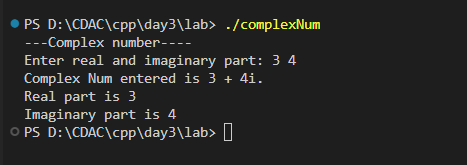 PS D:\CDAC\cpp\day3\lab> ./complexNum
---Complex number----
Enter real and imaginary part: 3 4
Complex Num entered is 3 + 4i.
Real part is 3
Imaginary part is 4
PS D:\CDAC\cpp\day3\lab>